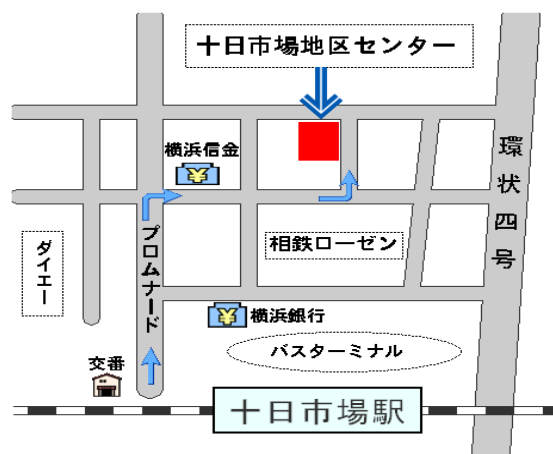 十日市場地区センター
横浜信金
¥
環状四号
プロムナード
ダイエー
相鉄ローゼン
¥
横浜銀行
バスターミナル
交番
十日市場駅